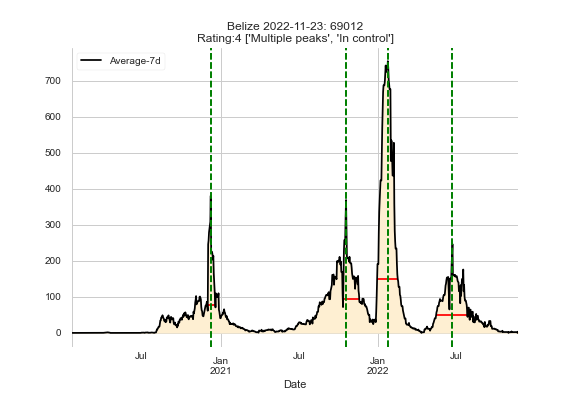 Belize 2022-11-23: 69012
Rating:4 ['Multiple peaks', 'In control']
Average-7d
700
600
500
400
300
200
100
0
Jul
Jan
2021
Jul
Jan
2022
Jul
Date